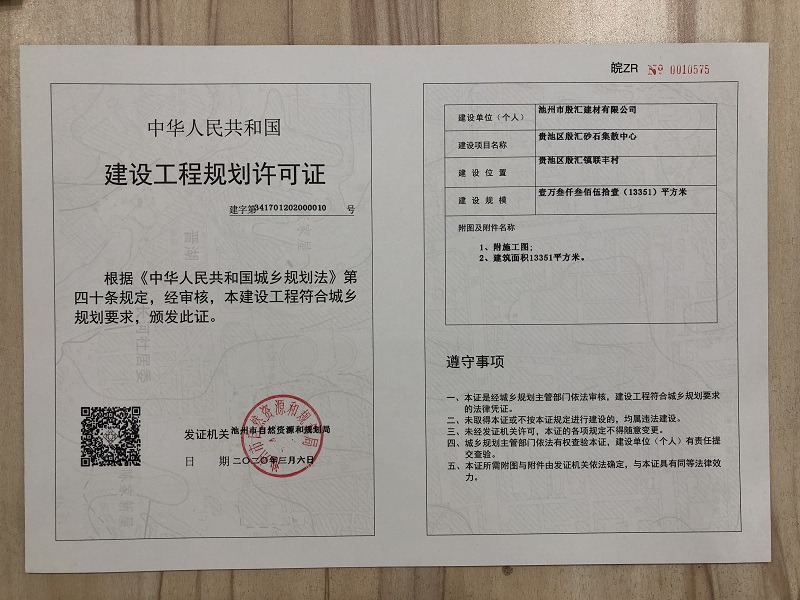 中华人民共和国
建设工程规划许可证
建字第341701202000010号
根据《中华人民共和国城乡规划法》第
四十条规定，经审核，本建设工程符合城乡
规划要求，颁发此证。
发证机关 池州市自然资源和规划局
日期 二〇二〇年三月六日
皖ZR № 0010575
建设单位（个人） 池州市殷汇建材有限公司
建设项目名称 贵池区殷汇砂石集散中心
建设位置 贵池区殷汇镇联丰村
建设规模 壹万叁仟叁佰伍拾壹（13351）平方米
附图及附件名称
1、附施工图;
2、建筑面积13351平方米。
遵守事项
一、本证是经城乡规划主管部门依法审核，建设工程符合城乡规划要求
的法律凭证。
二、未取得本证或不按本证规定进行建设的，均属违法建设。
三、未经发证机关许可，本证的各项规定不得随意变更。
四、城乡规划主管部门依法有权查验本证，建设单位（个人）有责任提
交查验。
五、本证所需附图与附件由发证机关依法确定，与本证具有同等法律效
力。